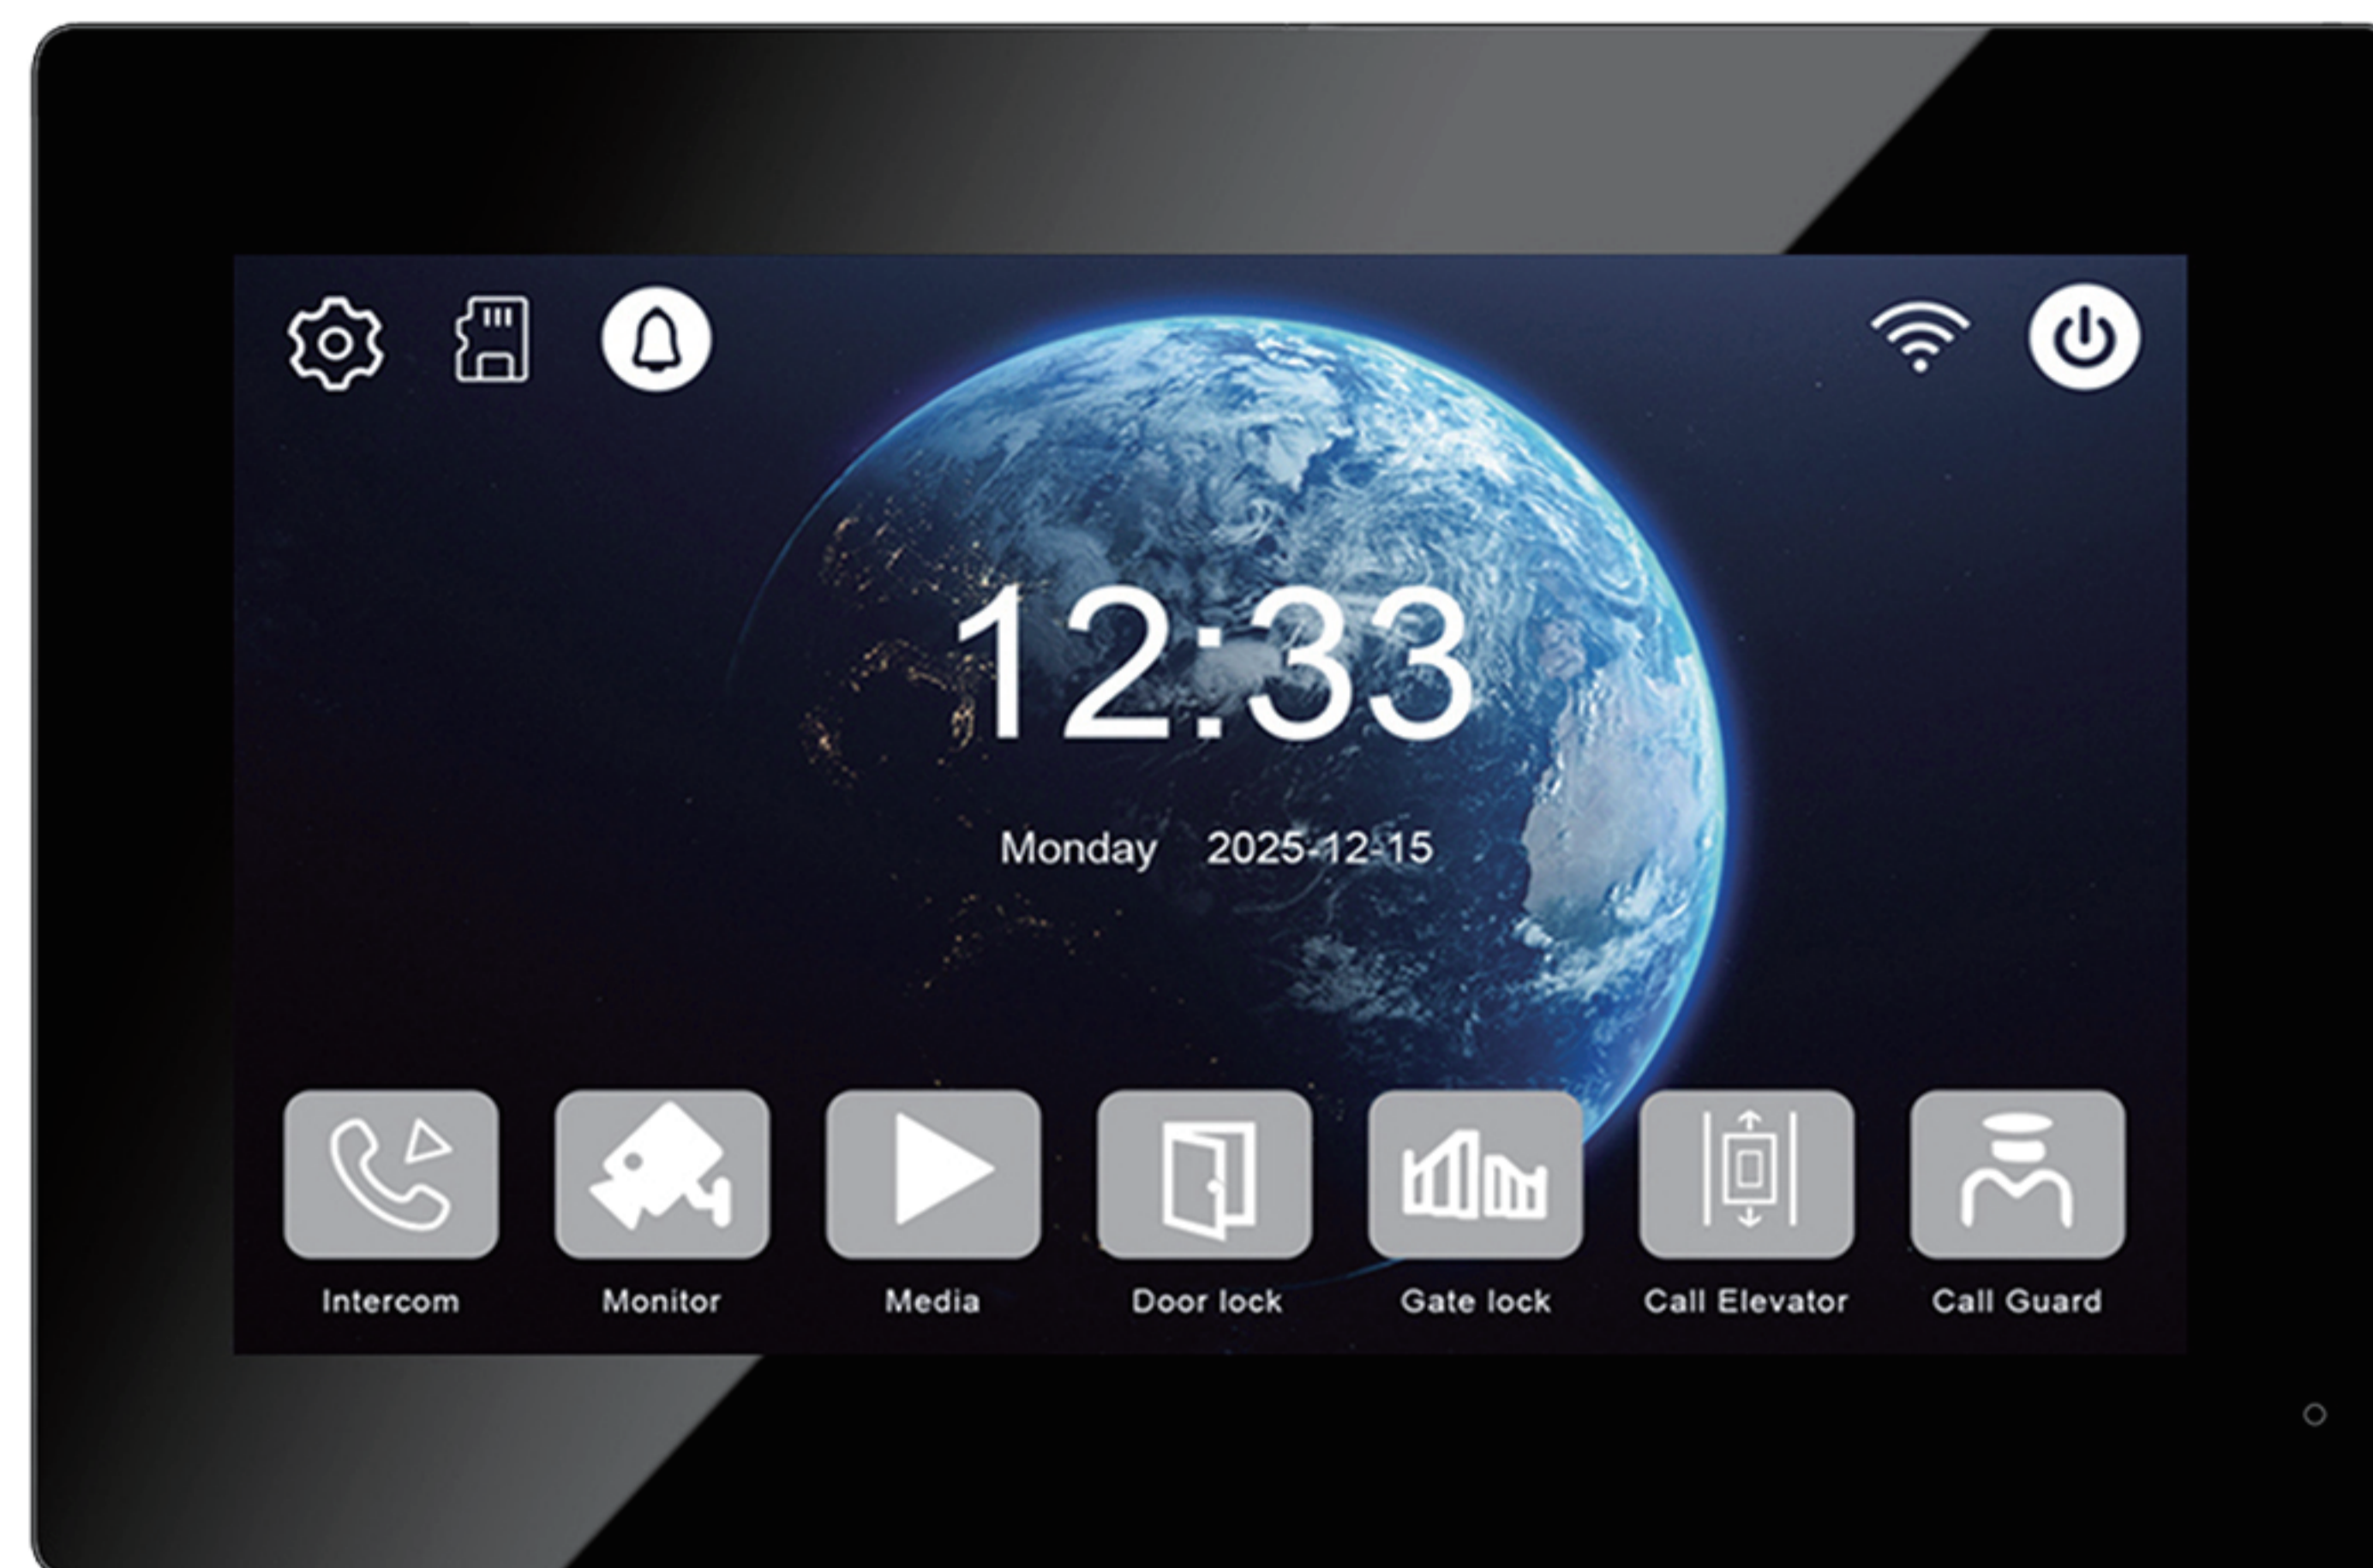 12:33
Monday 2025-12-15
Intercom Monitor Media Door lock Gate lock Call Elevator Call Guard